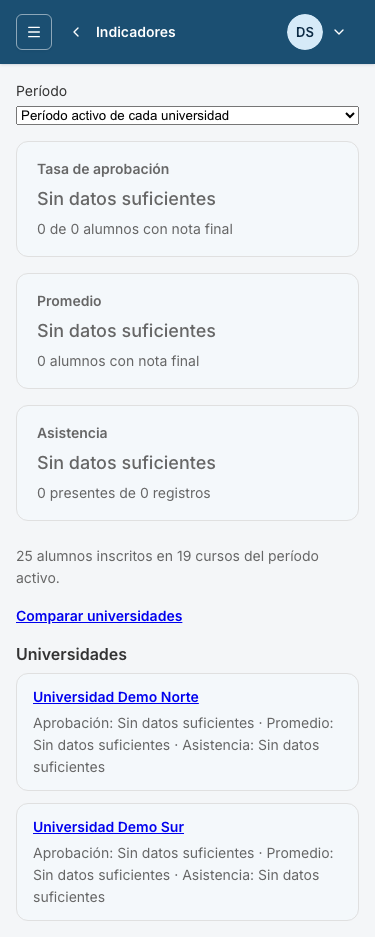 Indicadores
DS
Período
Período activo de cada universidad
Tasa de aprobación
Sin datos suficientes
0 de 0 alumnos con nota final
Promedio
Sin datos suficientes
0 alumnos con nota final
Asistencia
Sin datos suficientes
0 presentes de 0 registros
25 alumnos inscritos en 19 cursos del período
activo.
Comparar universidades
Universidades
Universidad Demo Norte
Aprobación: Sin datos suficientes · Promedio:
Sin datos suficientes · Asistencia: Sin datos
suficientes
Universidad Demo Sur
Aprobación: Sin datos suficientes · Promedio:
Sin datos suficientes · Asistencia: Sin datos
suficientes